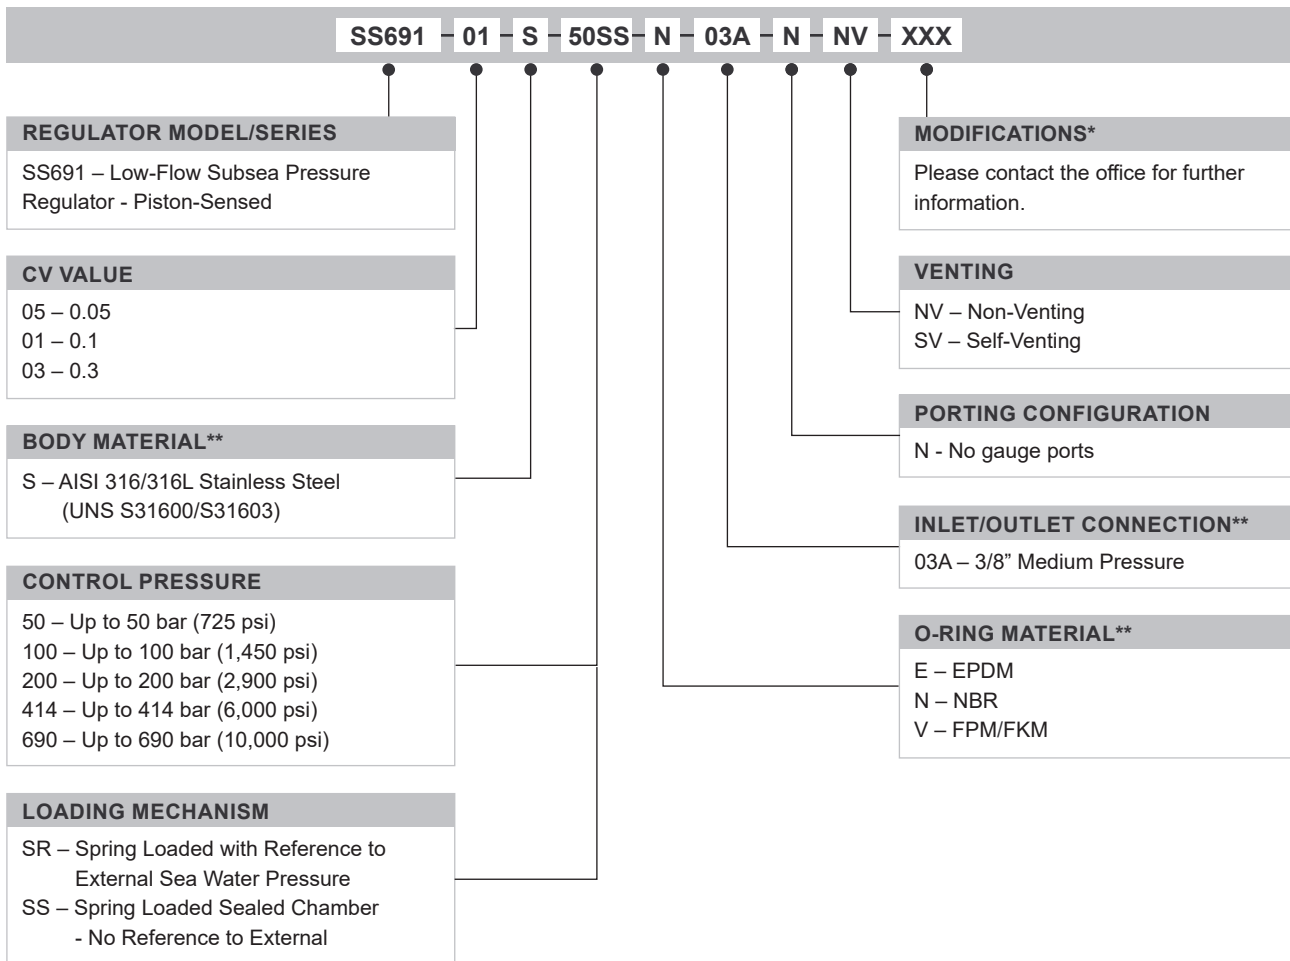 SS691 01 S 50SS N 03A N NV XXX
REGULATOR MODEL/SERIES
SS691 – Low-Flow Subsea Pressure
Regulator - Piston-Sensed
CV VALUE
05 – 0.05
01 – 0.1
03 – 0.3
BODY MATERIAL**
S – AISI 316/316L Stainless Steel
(UNS S31600/S31603)
CONTROL PRESSURE
50 – Up to 50 bar (725 psi)
100 – Up to 100 bar (1,450 psi)
200 – Up to 200 bar (2,900 psi)
414 – Up to 414 bar (6,000 psi)
690 – Up to 690 bar (10,000 psi)
LOADING MECHANISM
SR – Spring Loaded with Reference to
External Sea Water Pressure
SS – Spring Loaded Sealed Chamber
- No Reference to External
MODIFICATIONS*
Please contact the office for further
information.
VENTING
NV – Non-Venting
SV – Self-Venting
PORTING CONFIGURATION
N - No gauge ports
INLET/OUTLET CONNECTION**
03A – 3/8” Medium Pressure
O-RING MATERIAL**
E – EPDM
N – NBR
V – FPM/FKM